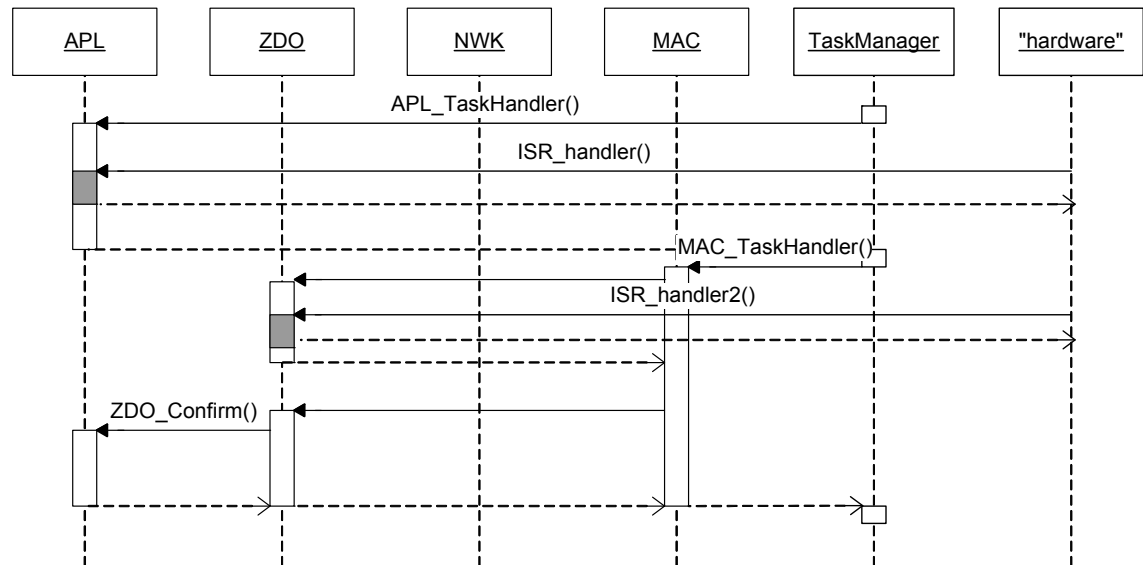 APL
ZDO
NWK
MAC
TaskManager
"hardware"
APL_TaskHandler()
ISR_handler()
MAC_TaskHandler()
ISR_handler2()
ZDO_Confirm()